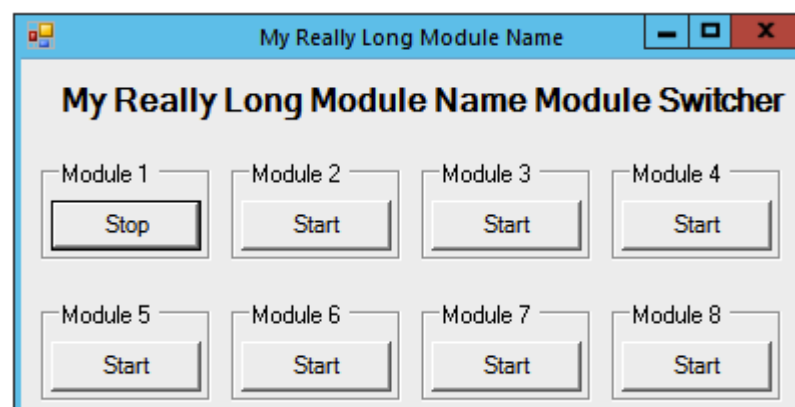 My Really Long Module Name
My Really Long Module Name Module Switcher
Module 1 Module 2 Module 3 Module 4
Stop Start Start Start
Module 5 Module 6 Module 7 Module 8
Start Start Start Start